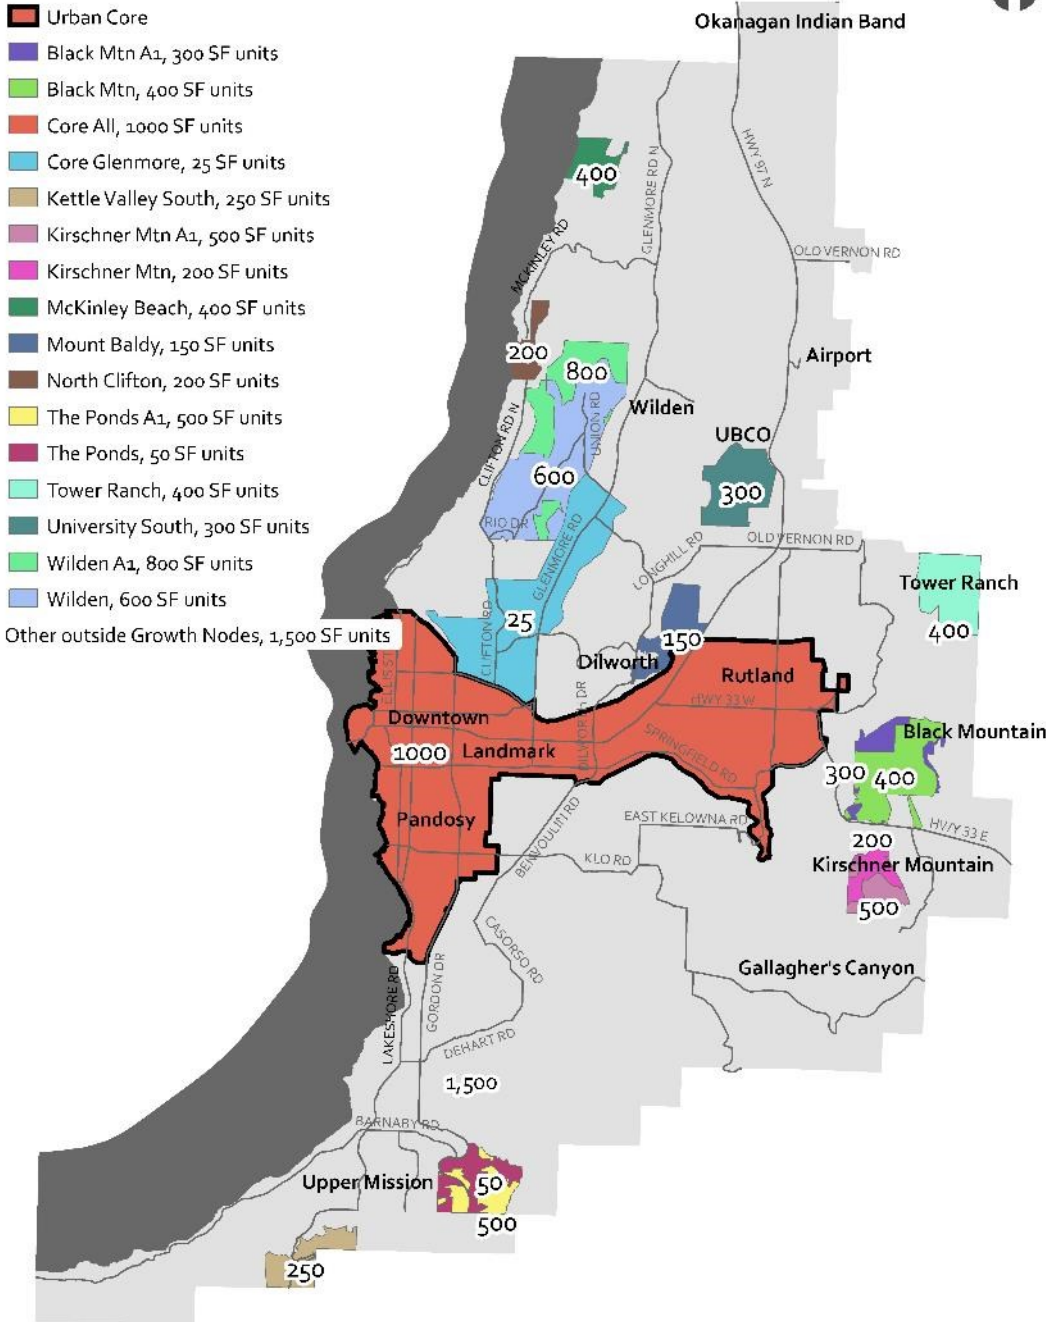 Urban Core
Black Mtn A1, 300 SF units
Black Mtn, 400 SF units
Core All, 1000 SF units
Core Glenmore, 25 SF units
Kettle Valley South, 250 SF units
Kirschner Mtn A1, 500 SF units
Kirschner Mtn, 200 SF units
McKinley Beach, 400 SF units
Mount Baldy, 150 SF units
North Clifton, 200 SF units
The Ponds A1, 500 SF units
The Ponds, 50 SF units
Tower Ranch, 400 SF units
University South, 300 SF units
Wilden A1, 800 SF units
Wilden, 600 SF units
Other outside Growth Nodes, 1,500 SF units
Okanagan Indian Band
HWY 97 N
GLENMORE RD N
400
MCKINLEY RD
OLD VERNON RD
200
800
Airport
Wilden
UNION RD
CLIFTON RD N
UBCO
600
300
RIO DR
GLENMORE RD
LONGHILL RD
OLD VERNON RD
Tower Ranch
400
CLIFTON RD
25
150
Dilworth
Rutland
ELLIS ST
HWY 33 W
DILWORTH DR
Downtown
1000
Landmark
SPRINGFIELD RD
Black Mountain
300
400
Pandosy
BENVOULIN RD
EAST KELOWNA RD
HWY 33 E
200
KLO RD
Kirschner Mountain
500
CASORSO RD
Gallagher's Canyon
LAKESHORE RD
GORDON DR
DEHART RD
1,500
BARNABY RD
Upper Mission
50
500
250